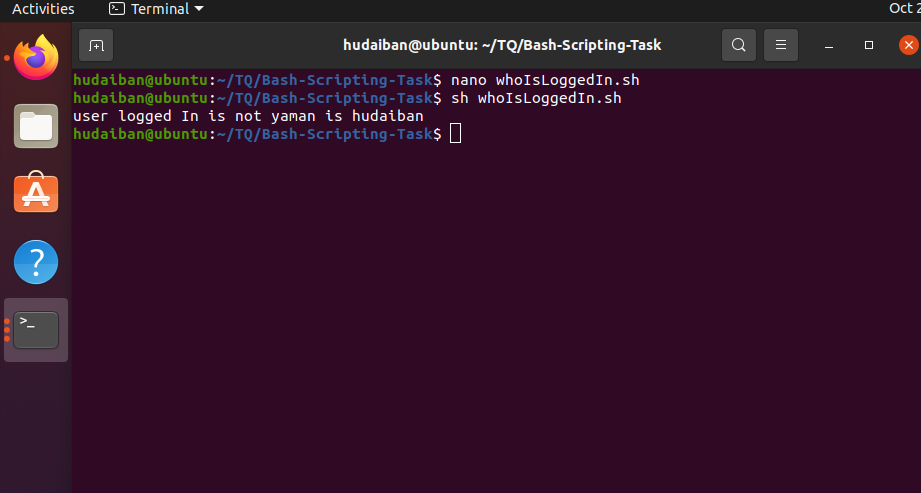 Activities
Terminal
Oct 2
hudaiban@ubuntu: ~/TQ/Bash-Scripting-Task
hudaiban@ubuntu:~/TQ/Bash-Scripting-Task$ nano whoIsLoggedIn.sh
hudaiban@ubuntu:~/TQ/Bash-Scripting-Task$ sh whoIsLoggedIn.sh
user logged In is not yaman is hudaiban
hudaiban@ubuntu:~/TQ/Bash-Scripting-Task$